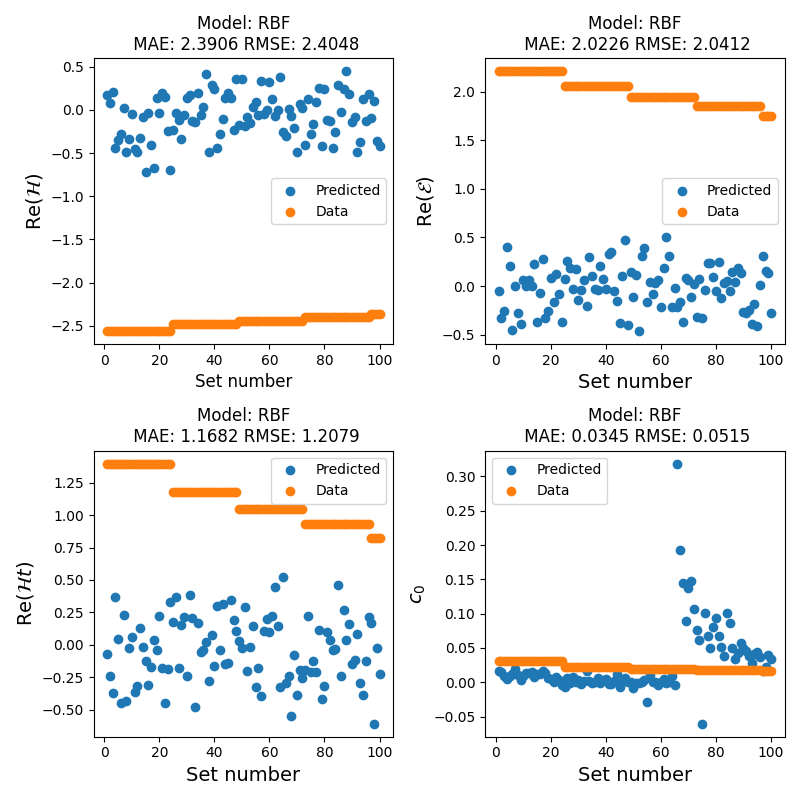 Model: RBF
MAE: 2.3906 RMSE: 2.4048
0.5
0.0
−0.5
−1.0
−1.5
−2.0
−2.5
Re(ℋ)
Predicted
Data
0 20 40 60 80 100
Set number
Model: RBF
MAE: 2.0226 RMSE: 2.0412
2.0
1.5
1.0
0.5
0.0
−0.5
Re(ℰ)
Predicted
Data
0 20 40 60 80 100
Set number
Model: RBF
MAE: 1.1682 RMSE: 1.2079
1.25
1.00
0.75
0.50
0.25
0.00
−0.25
−0.50
Re(ℋt)
Predicted
Data
0 20 40 60 80 100
Set number
Model: RBF
MAE: 0.0345 RMSE: 0.0515
0.30
0.25
0.20
0.15
0.10
0.05
0.00
−0.05
c₀
Predicted
Data
0 20 40 60 80 100
Set number